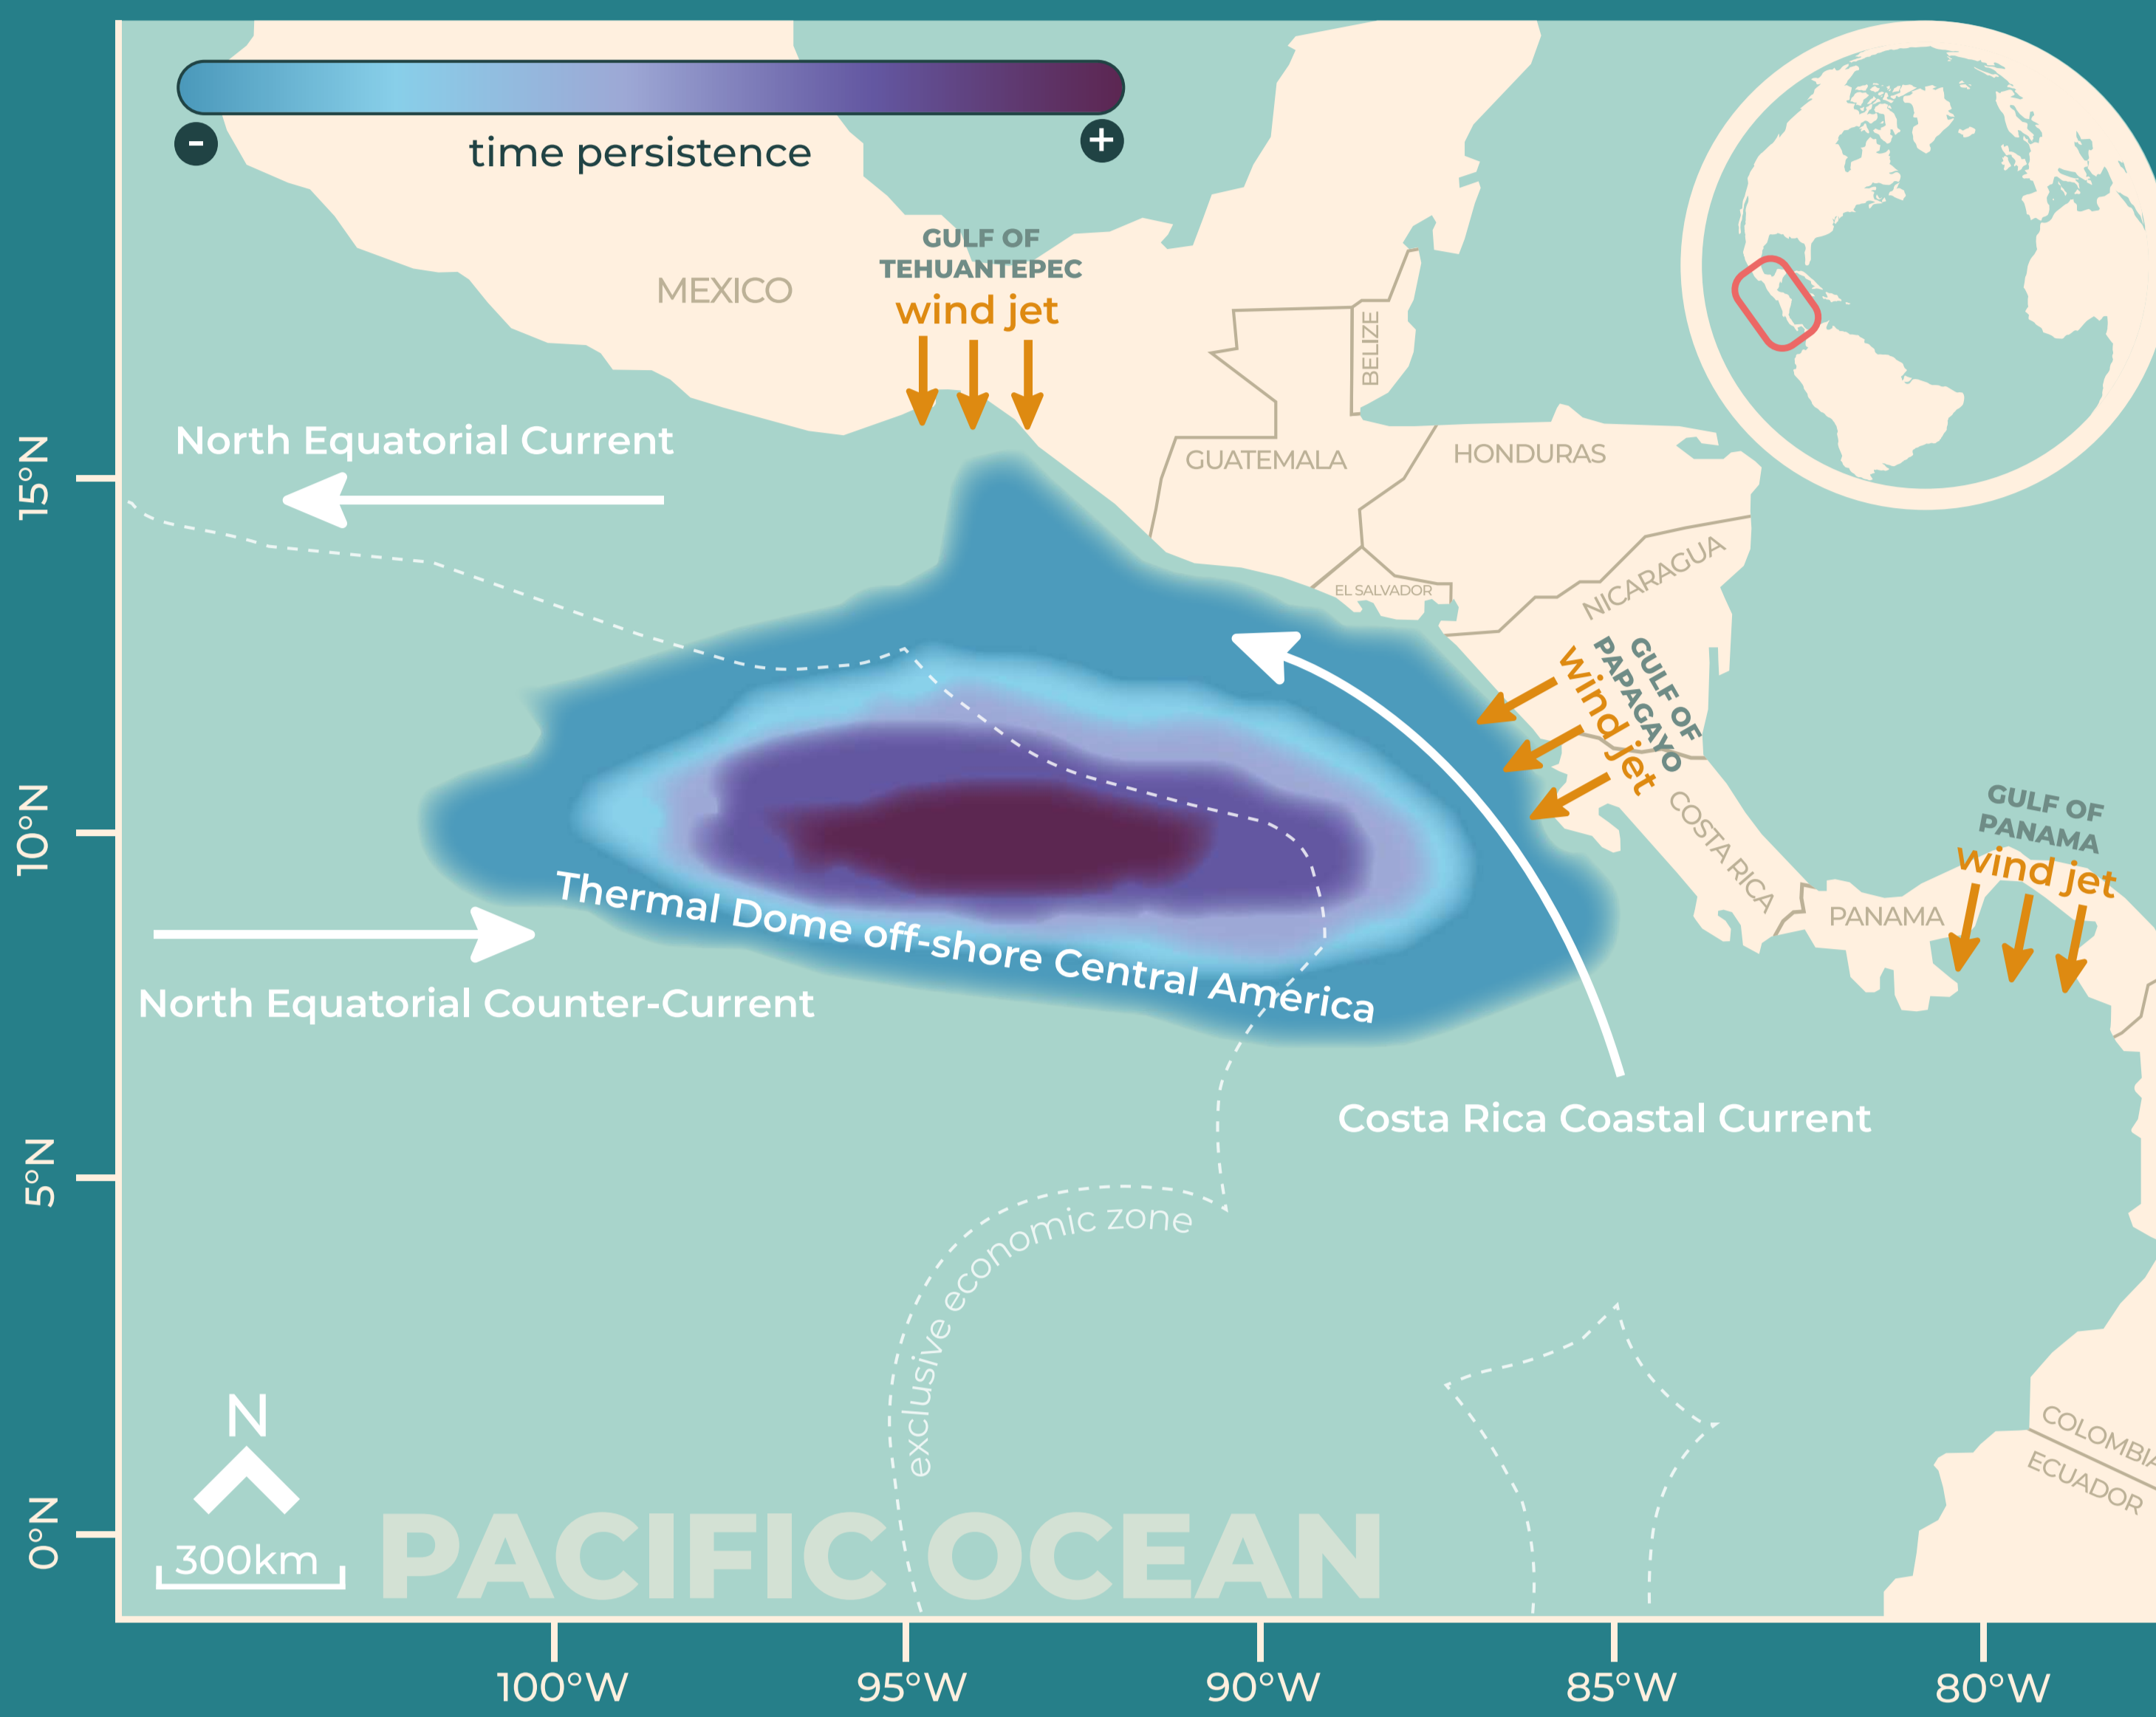 -
+
time persistence
MEXICO
GULF OF
TEHUANTEPEC
wind jet
BELIZE
GUATEMALA
HONDURAS
EL SALVADOR
NICARAGUA
GULF OF
PAPAGAYO
wind jet
COSTA RICA
GULF OF
PANAMA
wind jet
PANAMA
North Equatorial Current
Thermal Dome off-shore Central America
North Equatorial Counter-Current
Costa Rica Coastal Current
exclusive economic zone
COLOMBIA
ECUADOR
N
300km
PACIFIC OCEAN
15°N
10°N
5°N
0°N
100°W
95°W
90°W
85°W
80°W